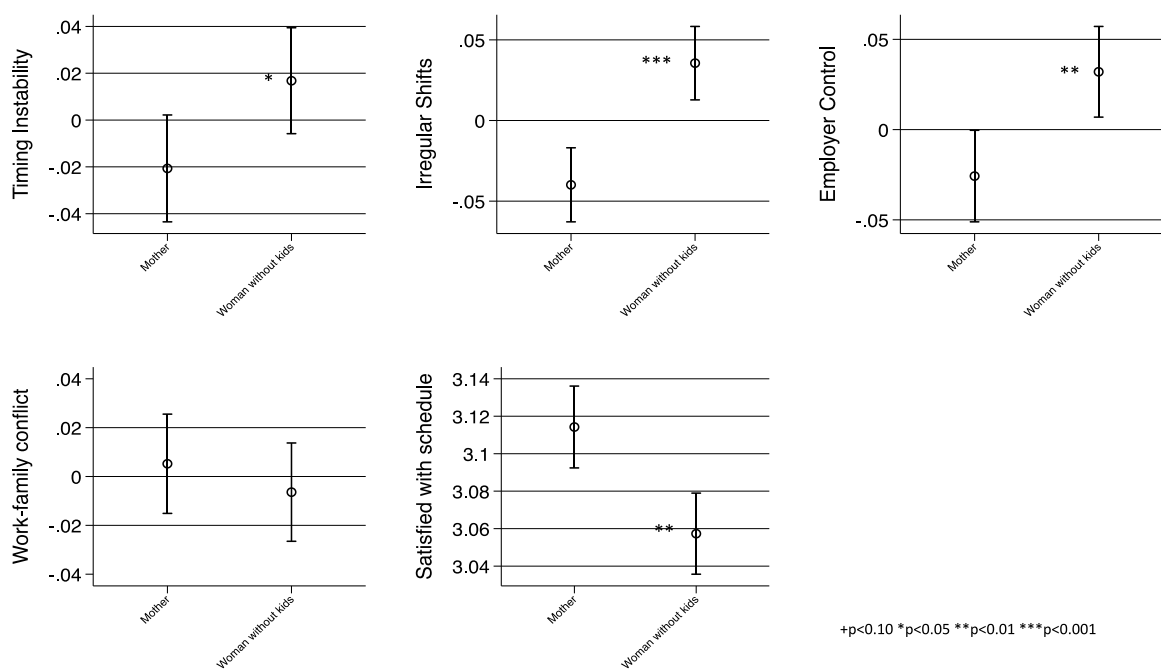 Timing Instability
.04
.02
0
-.02
-.04
*
Mother
Woman without kids
Irregular Shifts
.05
0
-.05
***
Mother
Woman without kids
Employer Control
.05
0
-.05
**
Mother
Woman without kids
Work-family conflict
.04
.02
0
-.02
-.04
Mother
Woman without kids
Satisfied with schedule
3.14
3.12
3.1
3.08
3.06
3.04
**
Mother
Woman without kids
+p<0.10 *p<0.05 **p<0.01 ***p<0.001